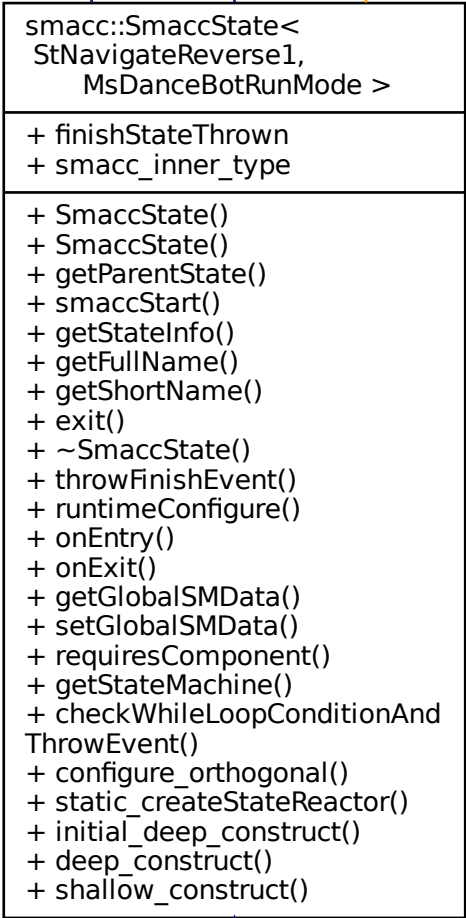 smacc::SmaccState<
StNavigateReverse1,
MsDanceBotRunMode >
+ finishStateThrown
+ smacc_inner_type
+ SmaccState()
+ SmaccState()
+ getParentState()
+ smaccStart()
+ getStateInfo()
+ getFullName()
+ getShortName()
+ exit()
+ ~SmaccState()
+ throwFinishEvent()
+ runtimeConfigure()
+ onEntry()
+ onExit()
+ getGlobalSMData()
+ setGlobalSMData()
+ requiresComponent()
+ getStateMachine()
+ checkWhileLoopConditionAnd
ThrowEvent()
+ configure_orthogonal()
+ static_createStateReactor()
+ initial_deep_construct()
+ deep_construct()
+ shallow_construct()